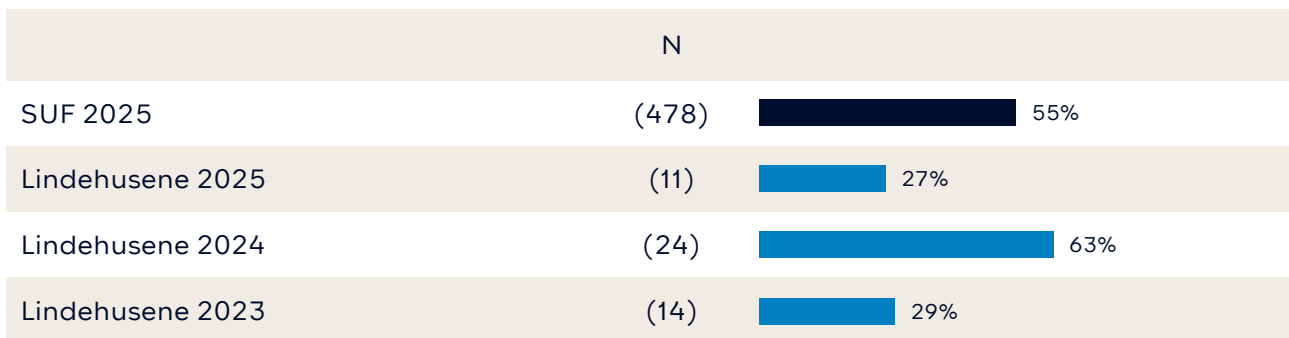 N
SUF 2025 (478) 55%
Lindehusene 2025 (11) 27%
Lindehusene 2024 (24) 63%
Lindehusene 2023 (14) 29%